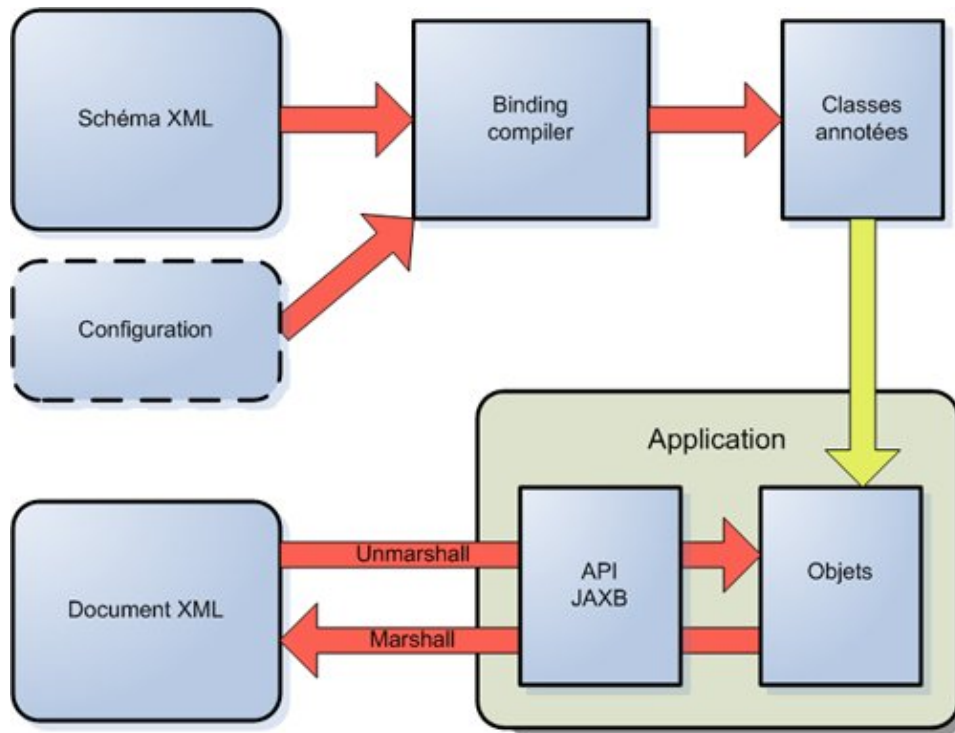 Schéma XML
Binding
compiler
Classes
annotées
Configuration
Application
Unmarshall
API
JAXB
Objets
Document XML
Marshall